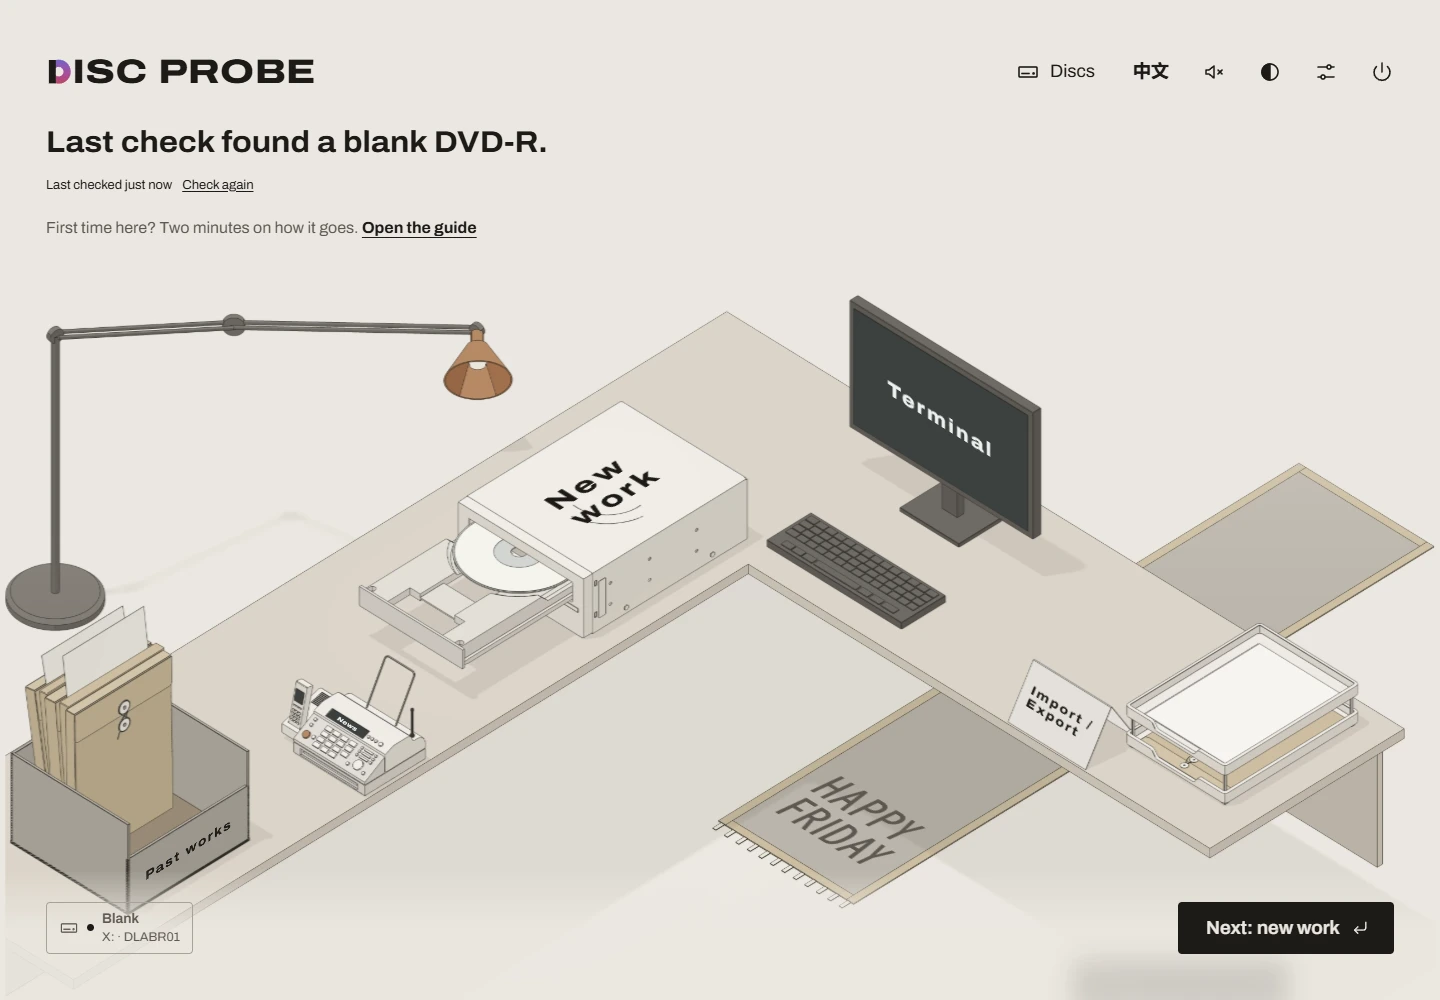 DISC PROBE
Discs
中文
Last check found a blank DVD-R.
Last checked just now Check again
First time here? Two minutes on how it goes. Open the guide
Terminal
New
work
News
Import /
Export
HAPPY
FRIDAY
Past works
Blank
X: · DLABR01
Next: new work